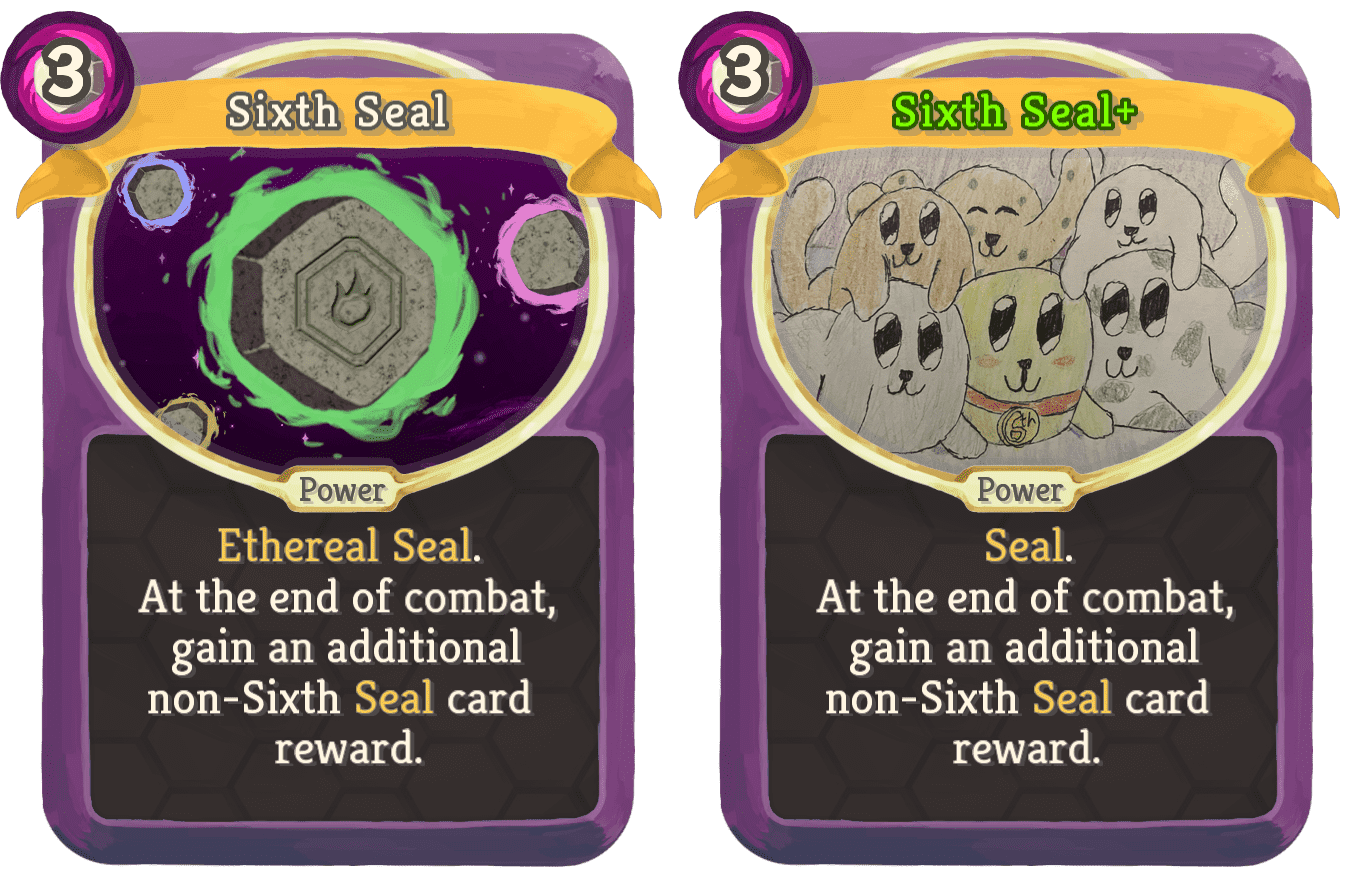 3
Sixth Seal
Power
Ethereal Seal.
At the end of combat,
gain an additional
non-Sixth Seal card
reward.
3
Sixth Seal+
6th
Power
Seal.
At the end of combat,
gain an additional
non-Sixth Seal card
reward.